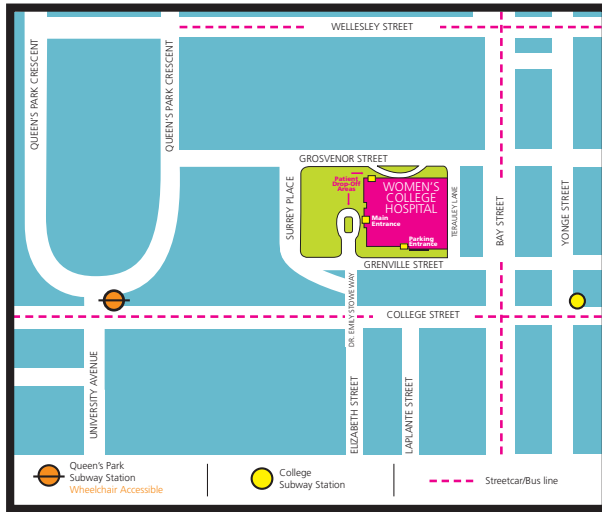 WELLESLEY STREET
QUEEN'S PARK CRESCENT
QUEEN'S PARK CRESCENT
GROSVENOR STREET
Patient
Drop-Off
Areas
WOMEN'S
COLLEGE
HOSPITAL
Main
Entrance
Parking
Entrance
SURREY PLACE
TERAULEY LANE
BAY STREET
YONGE STREET
GRENVILLE STREET
DR. EMILY STOWE WAY
COLLEGE STREET
UNIVERSITY AVENUE
ELIZABETH STREET
LAPLANTE STREET
Queen's Park
Subway Station
Wheelchair Accessible
College
Subway Station
Streetcar/Bus line